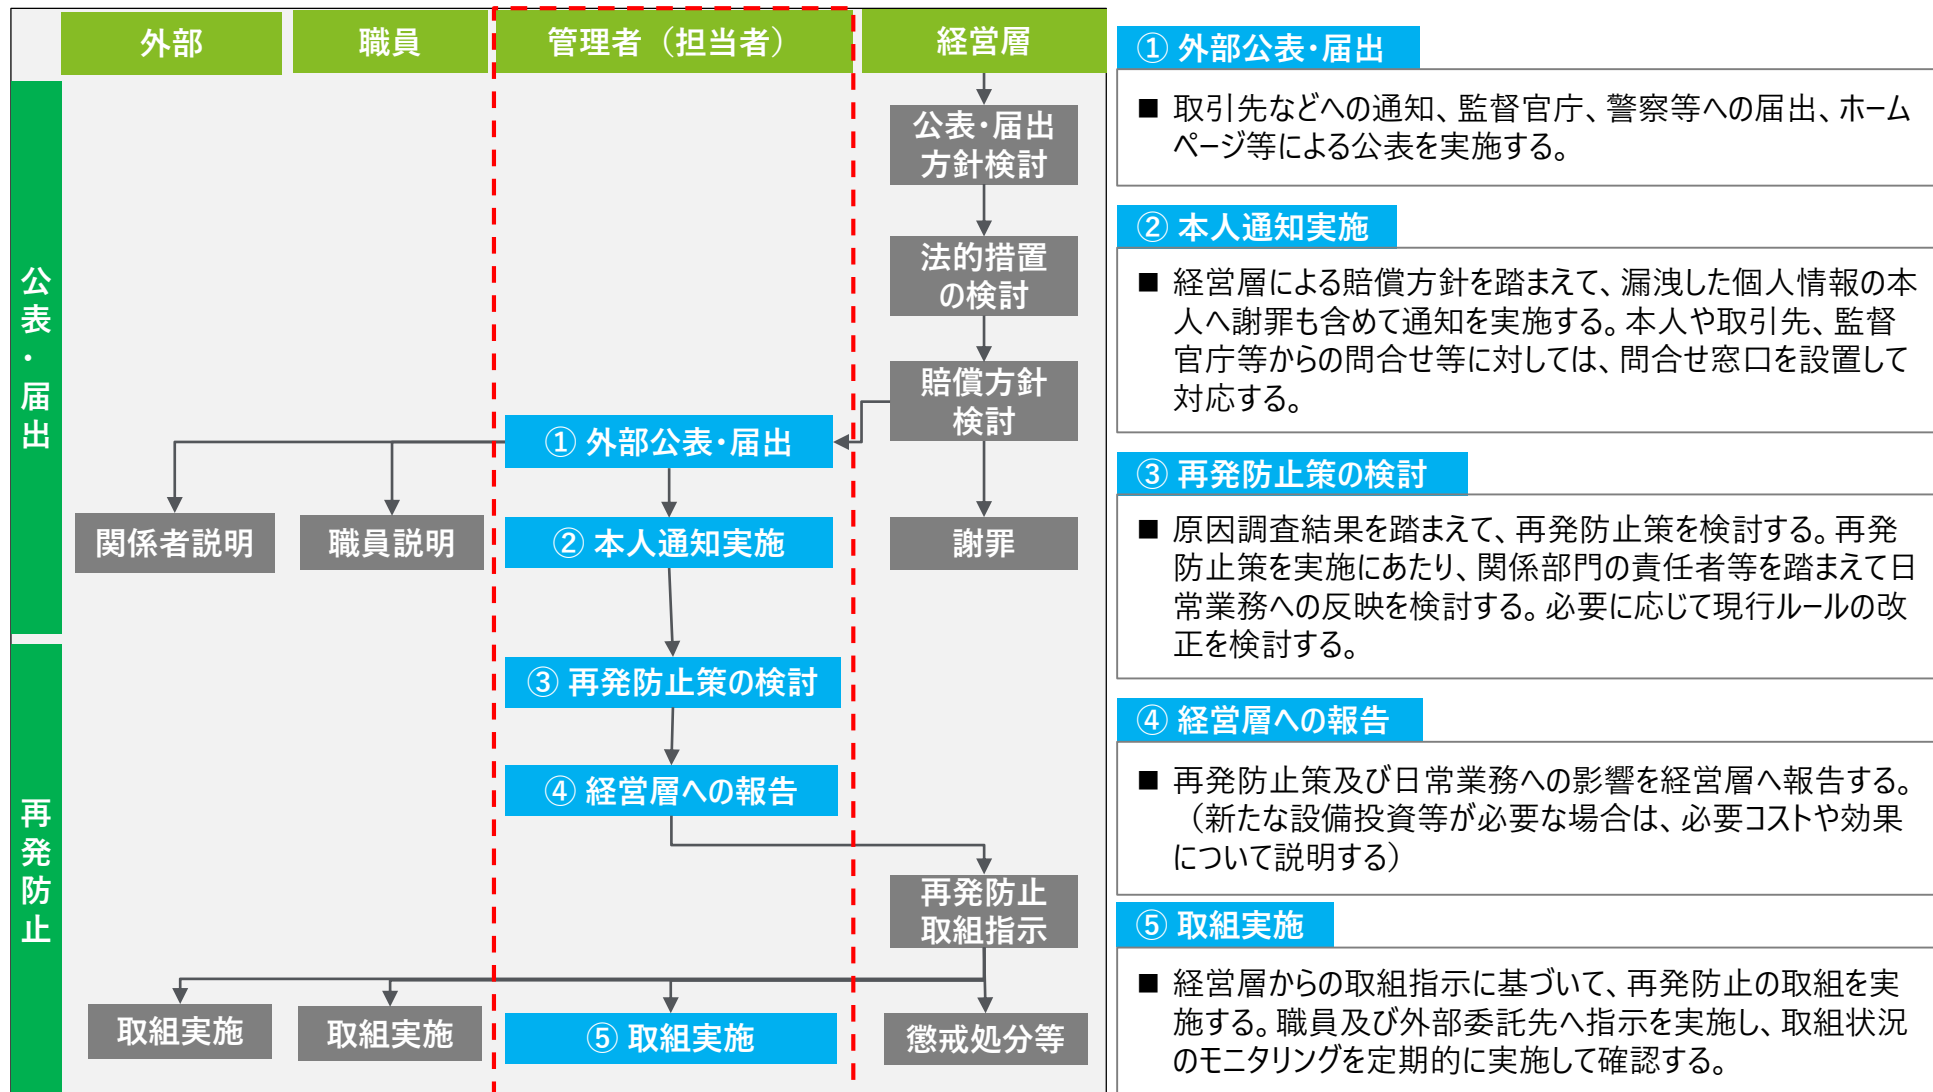 外部
職員
管理者（担当者）
経営層
公表・届出
公表･届出
方針検討
法的措置
の検討
賠償方針
検討
① 外部公表･届出
関係者説明
職員説明
② 本人通知実施
謝罪
再発防止
③ 再発防止策の検討
④ 経営層への報告
再発防止
取組指示
取組実施
取組実施
⑤ 取組実施
懲戒処分等
① 外部公表･届出
■ 取引先などへの通知、監督官庁、警察等への届出、ホーム
ページ等による公表を実施する。
② 本人通知実施
■ 経営層による賠償方針を踏まえて、漏洩した個人情報の本
人へ謝罪も含めて通知を実施する。本人や取引先、監督
官庁等からの問合せ等に対しては、問合せ窓口を設置して
対応する。
③ 再発防止策の検討
■ 原因調査結果を踏まえて、再発防止策を検討する。再発
防止策を実施にあたり、関係部門の責任者等を踏まえて日
常業務への反映を検討する。必要に応じて現行ルールの改
正を検討する。
④ 経営層への報告
■ 再発防止策及び日常業務への影響を経営層へ報告する。
（新たな設備投資等が必要な場合は、必要コストや効果
について説明する）
⑤ 取組実施
■ 経営層からの取組指示に基づいて、再発防止の取組を実
施する。職員及び外部委託先へ指示を実施し、取組状況
のモニタリングを定期的に実施して確認する。